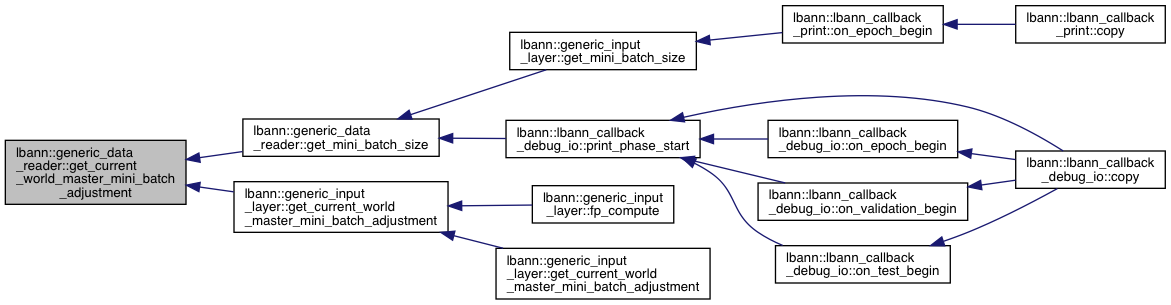 lbann::generic_data
_reader::get_current
_world_master_mini_batch
_adjustment
lbann::generic_data
_reader::get_mini_batch_size
lbann::generic_input
_layer::get_mini_batch_size
lbann::lbann_callback
_print::on_epoch_begin
lbann::lbann_callback
_print::copy
lbann::lbann_callback
_debug_io::print_phase_start
lbann::lbann_callback
_debug_io::on_epoch_begin
lbann::lbann_callback
_debug_io::copy
lbann::lbann_callback
_debug_io::on_validation_begin
lbann::lbann_callback
_debug_io::on_test_begin
lbann::generic_input
_layer::get_current_world
_master_mini_batch_adjustment
lbann::generic_input
_layer::fp_compute
lbann::generic_input
_layer::get_current_world
_master_mini_batch_adjustment